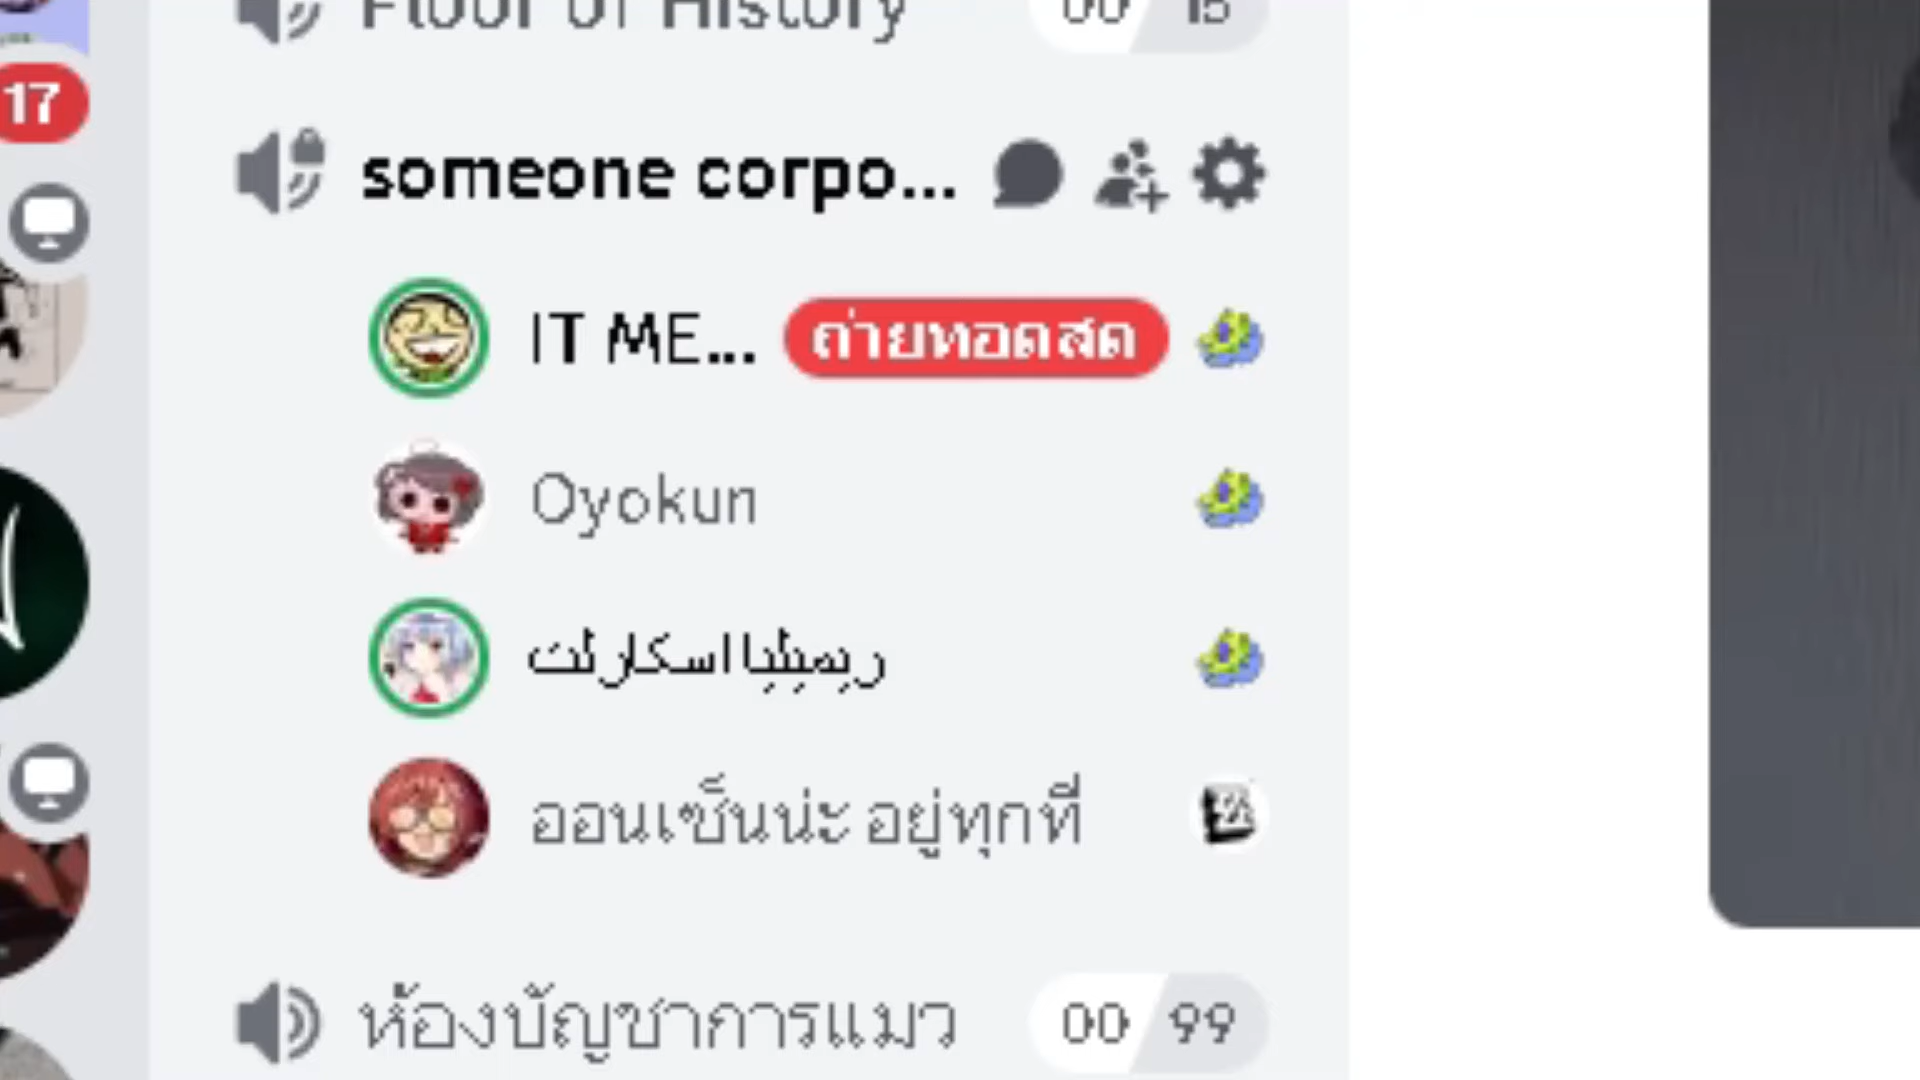 Floor of History 00 15
17
someone corpo...
IT ME... ถ่ายทอดสด
Oyokun
ريميليا اسكارلت
ออนเซ็นน่ะ อยู่ทุกที่
ห้องบัญชาการแมว 00 99